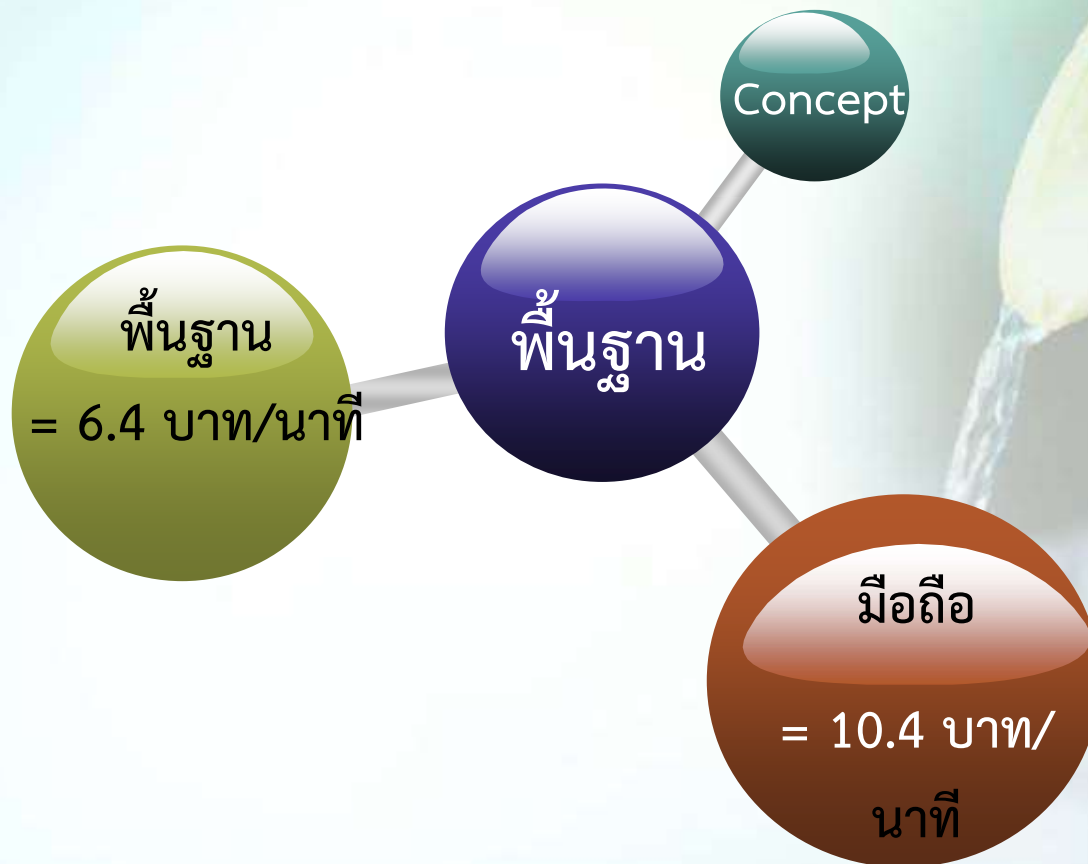 Concept
พื้นฐาน
พื้นฐาน
= 6.4 บาท/นาที
มือถือ
= 10.4 บาท/
นาที